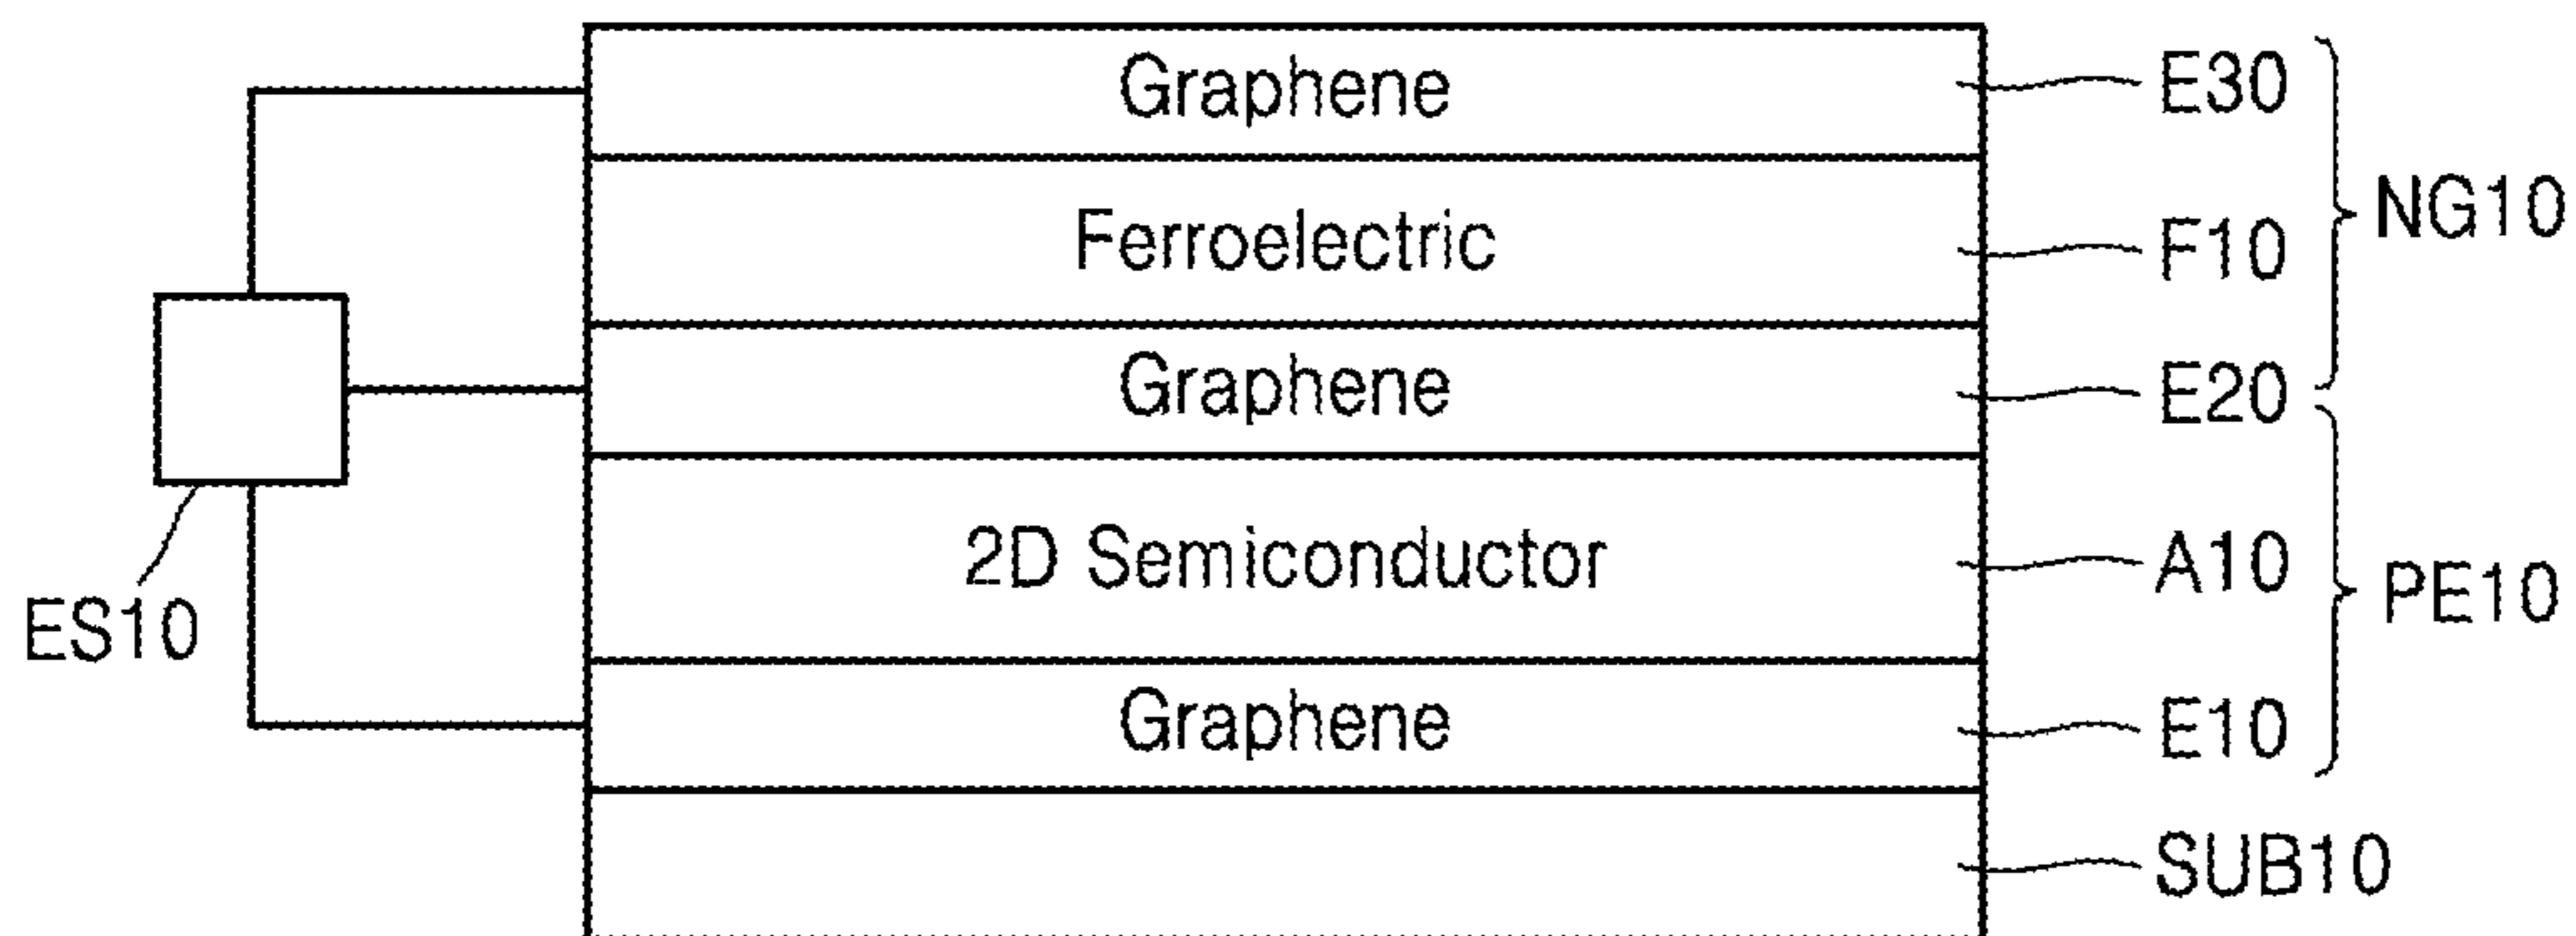 Graphene E30
Ferroelectric F10 NG10
Graphene E20
2D Semiconductor A10 PE10
ES10
Graphene E10
SUB10